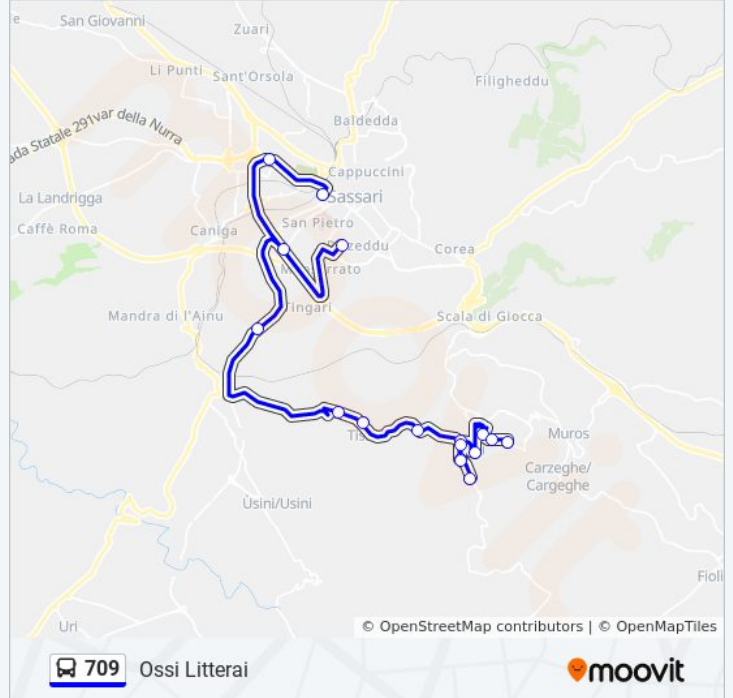 e
San Giovanni
Zuari
Li Punti
Sant'Orsola
Filigheddu
ada Statale 291var della Nurra
Baldedda
Cappuccini
La Landrigga
Sassari
San Pietro
Caffè Roma
Caniga
Corea
Tingari
Mandra di l'Ainu
Scala di Giocca
Muros
Carzeghe/
Cargeghe
Ùsini/Usini
Fioli
Uri
© OpenStreetMap contributors | © OpenMapTiles
709 Ossi Litterai
moovit